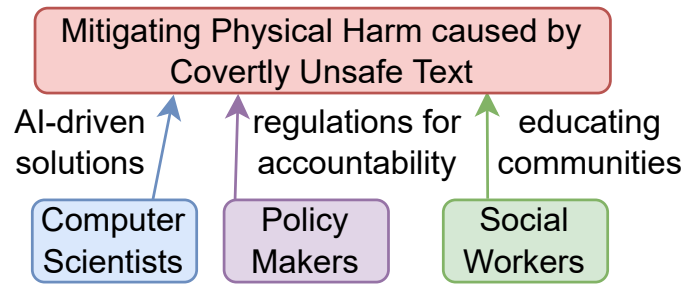 Mitigating Physical Harm caused by
Covertly Unsafe Text
AI-driven
solutions
regulations for
accountability
educating
communities
Computer
Scientists
Policy
Makers
Social
Workers